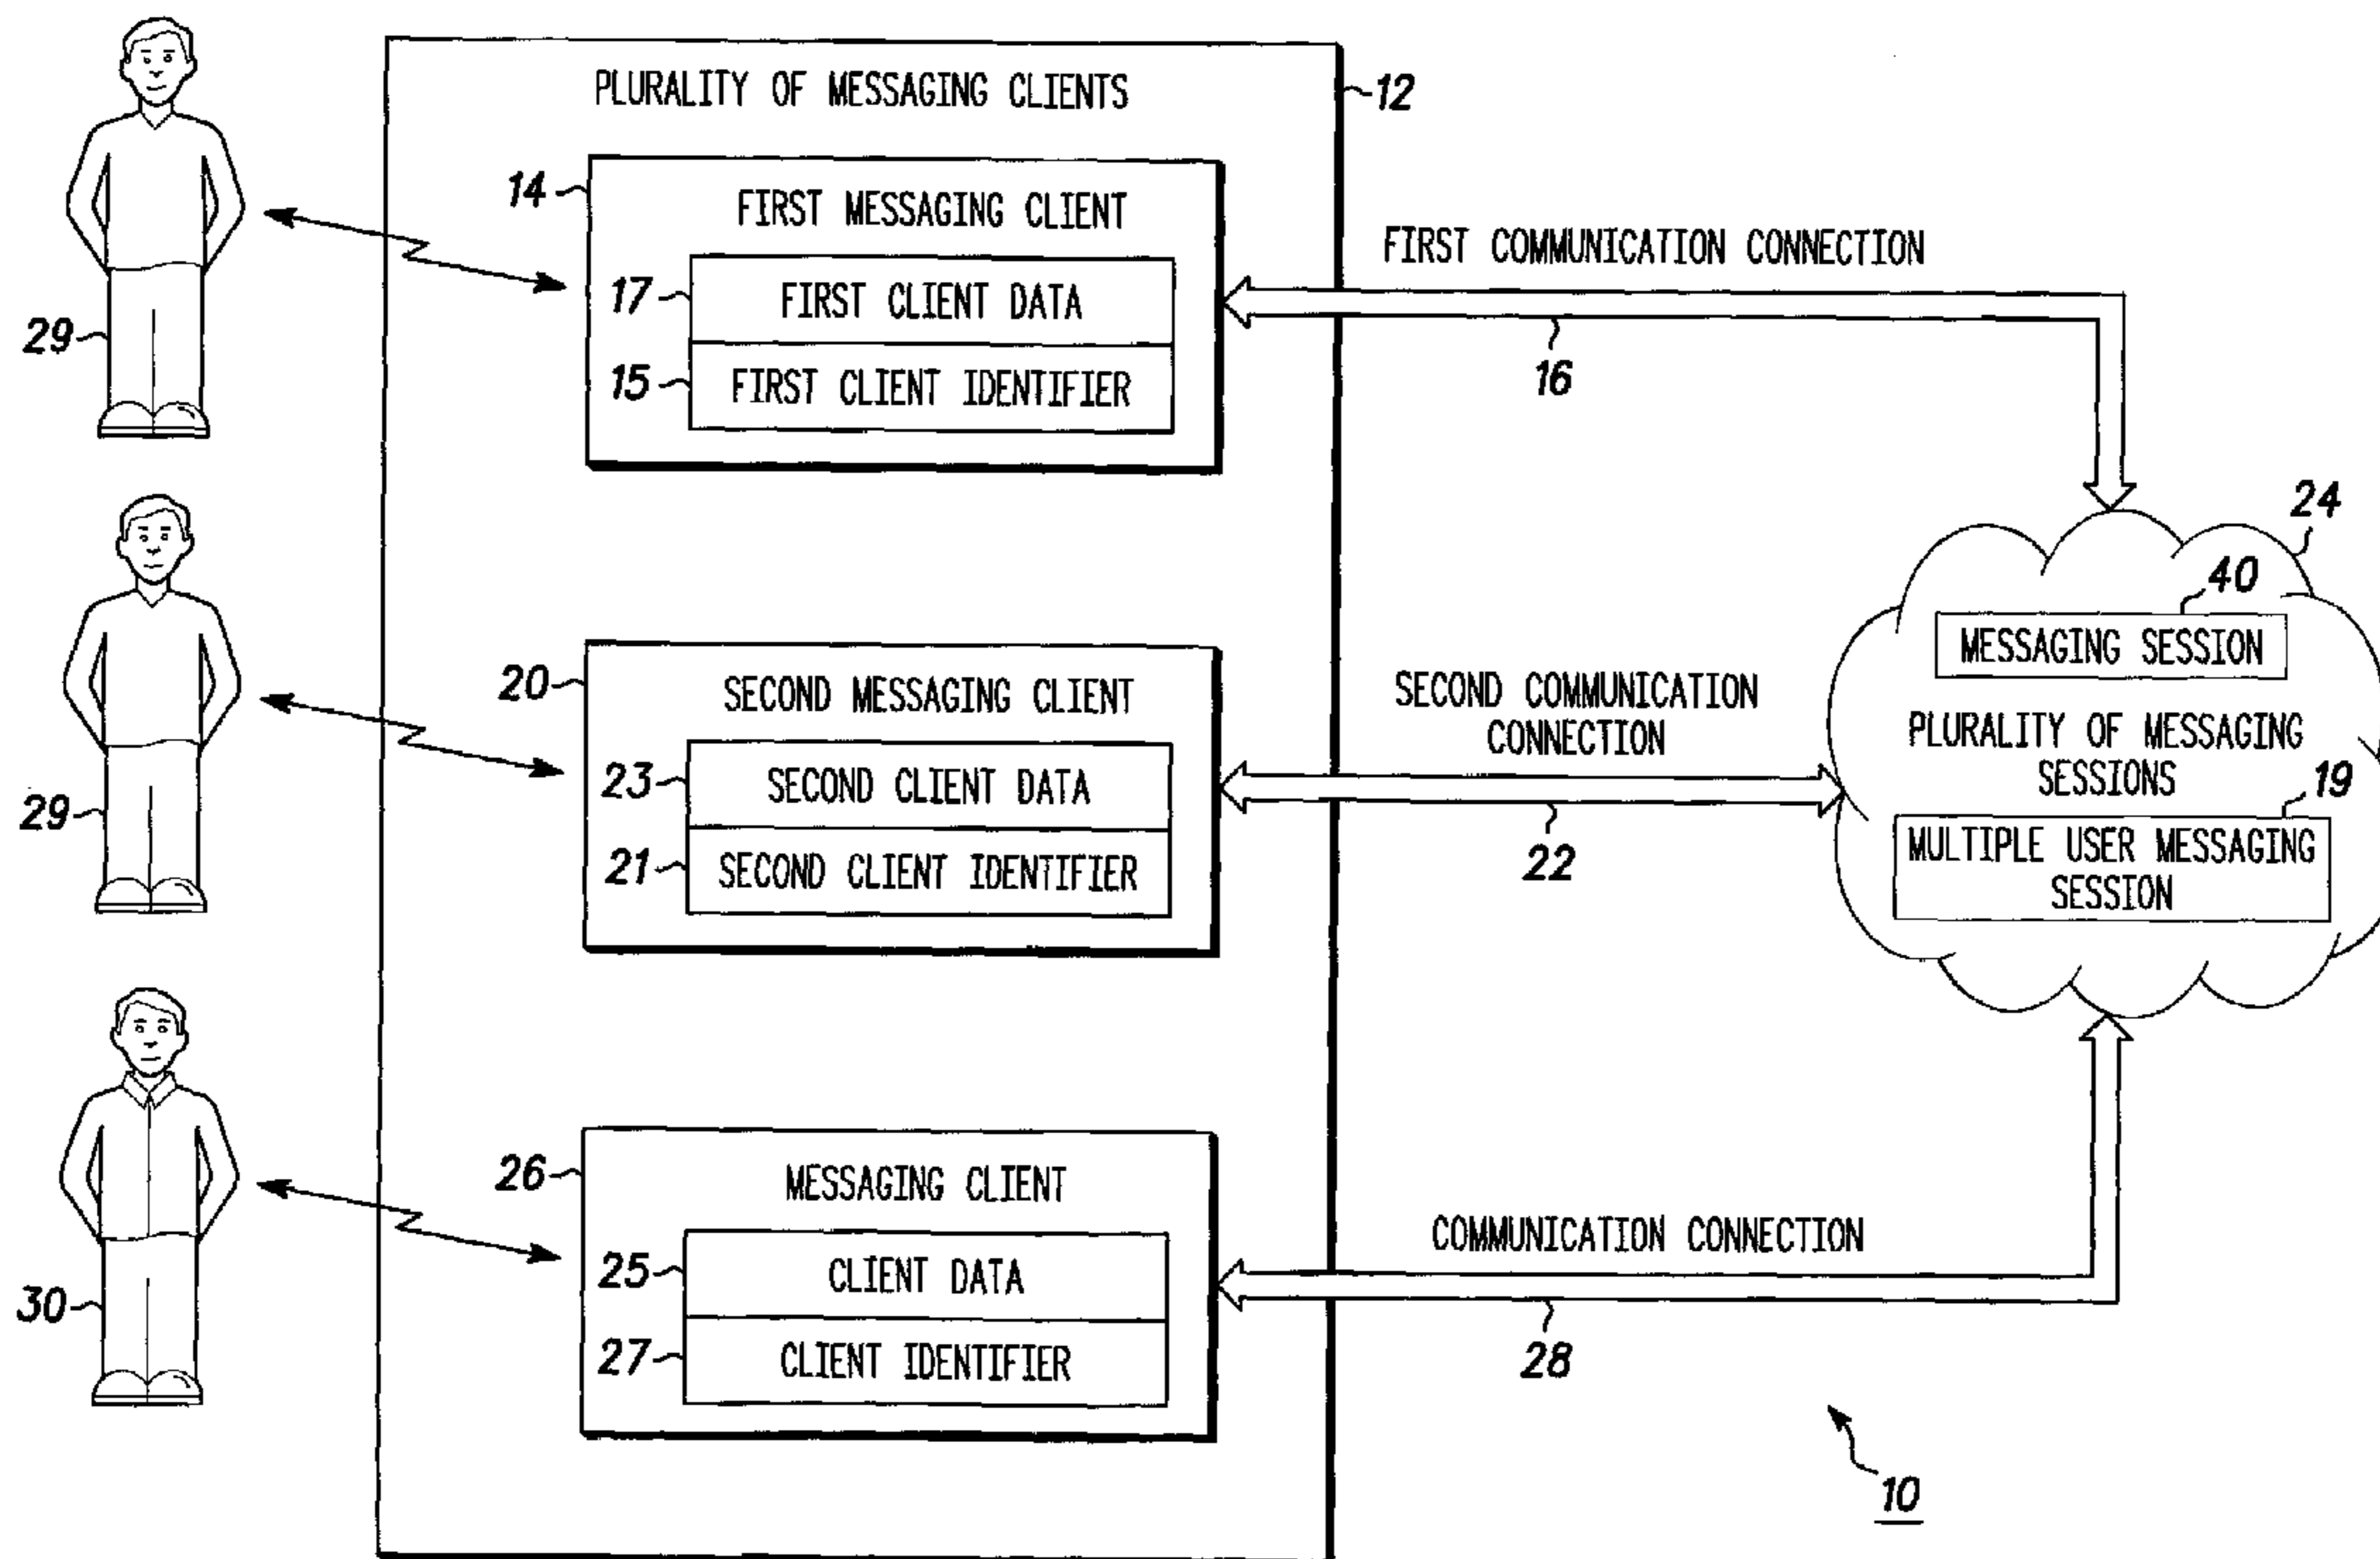 PLURALITY OF MESSAGING CLIENTS
12
14
FIRST MESSAGING CLIENT
17
FIRST CLIENT DATA
15
FIRST CLIENT IDENTIFIER
29
FIRST COMMUNICATION CONNECTION
16
20
SECOND MESSAGING CLIENT
23
SECOND CLIENT DATA
21
SECOND CLIENT IDENTIFIER
29
SECOND COMMUNICATION
CONNECTION
22
24
40
MESSAGING SESSION
PLURALITY OF MESSAGING
SESSIONS
19
MULTIPLE USER MESSAGING
SESSION
26
MESSAGING CLIENT
25
CLIENT DATA
27
CLIENT IDENTIFIER
30
COMMUNICATION CONNECTION
28
10